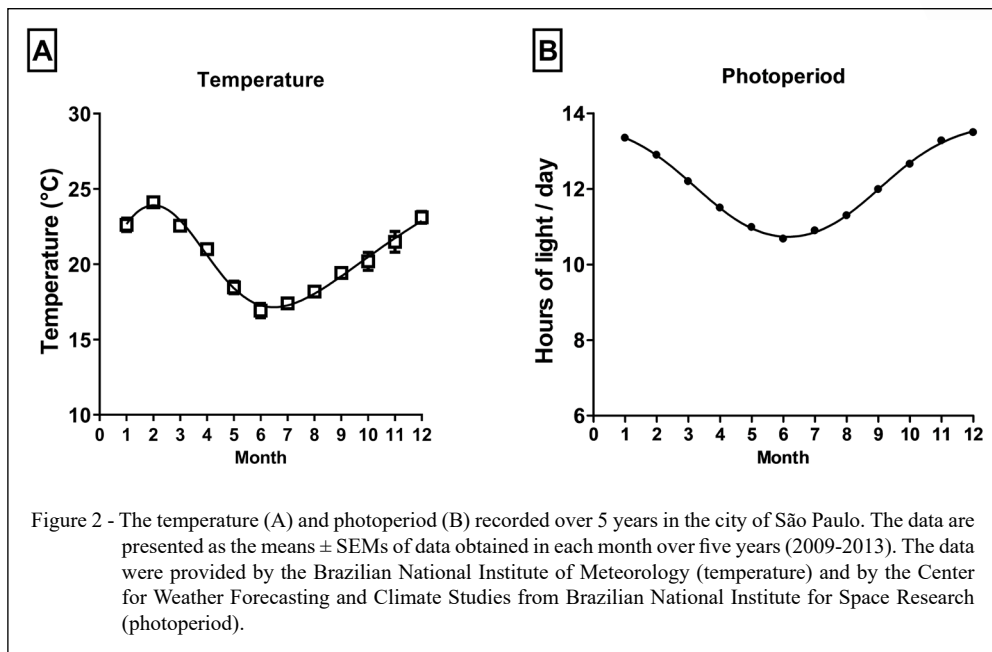 A
Temperature
30
25
20
15
10
Temperature (°C)
0 1 2 3 4 5 6 7 8 9 10 11 12
Month
B
Photoperiod
14
12
10
8
6
Hours of light / day
0 1 2 3 4 5 6 7 8 9 10 11 12
Month
Figure 2 - The temperature (A) and photoperiod (B) recorded over 5 years in the city of São Paulo. The data are
presented as the means ± SEMs of data obtained in each month over five years (2009-2013). The data
were provided by the Brazilian National Institute of Meteorology (temperature) and by the Center
for Weather Forecasting and Climate Studies from Brazilian National Institute for Space Research
(photoperiod).